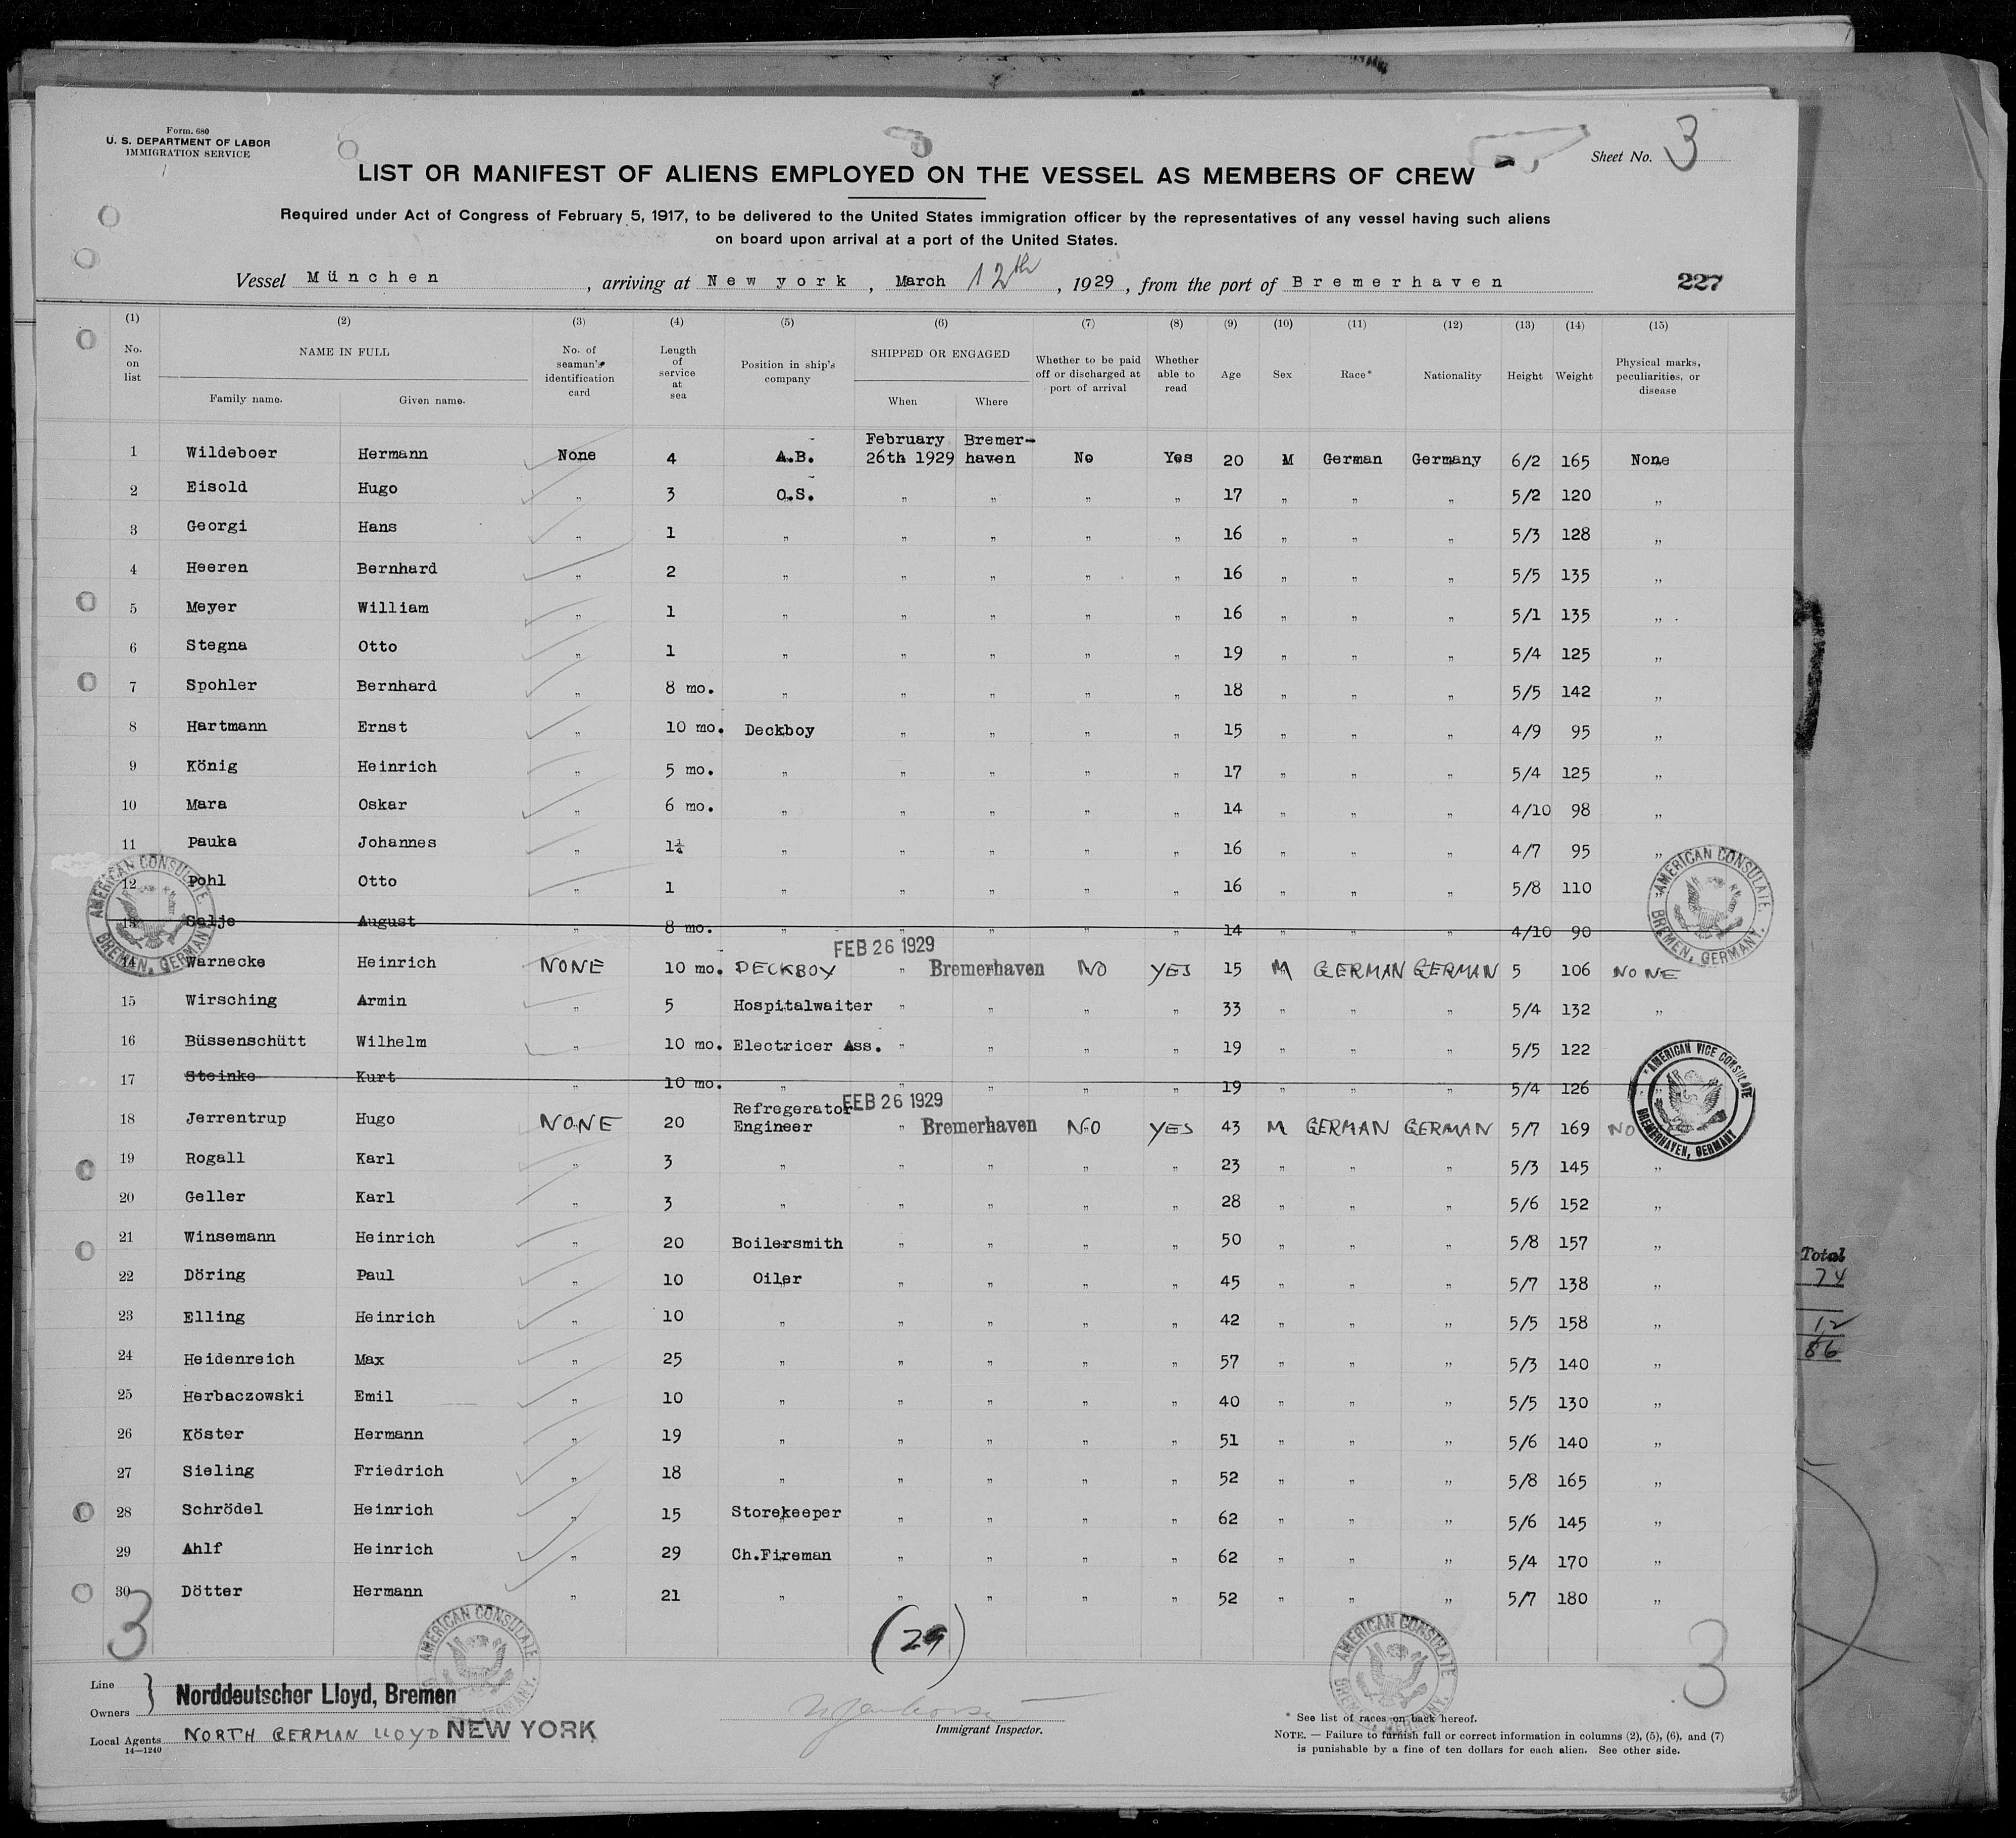 Form. 680
U. S. DEPARTMENT OF LABOR
IMMIGRATION SERVICE
Sheet No. 3
LIST OR MANIFEST OF ALIENS EMPLOYED ON THE VESSEL AS MEMBERS OF CREW
Required under Act of Congress of February 5, 1917, to be delivered to the United States immigration officer by the representatives of any vessel having such aliens
on board upon arrival at a port of the United States.
Vessel München , arriving at New york , March 12th , 1929 , from the port of Bremerhaven 227
(1) (2) (3) (4) (5) (6) (7) (8) (9) (10) (11) (12) (13) (14) (15)
No. on list NAME IN FULL Family name. Given name. No. of seaman's identification card Length of service at sea Position in ship's company SHIPPED OR ENGAGED When Where Whether to be paid off or discharged at port of arrival Whether able to read Age Sex Race* Nationality Height Weight Physical marks, peculiarities, or disease
1 Wildeboer Hermann None 4 A.B. February 26th 1929 Bremer-haven No Yes 20 M German Germany 6/2 165 None
2 Eisold Hugo " 3 O.S. " " " " 17 " " " 5/2 120 "
3 Georgi Hans " 1 " " " " " 16 " " " 5/3 128 "
4 Heeren Bernhard " 2 " " " " " 16 " " " 5/5 135 "
5 Meyer William " 1 " " " " " 16 " " " 5/1 135 "
6 Stegna Otto " 1 " " " " " 19 " " " 5/4 125 "
7 Spohler Bernhard " 8 mo. " " " " " 18 " " " 5/5 142 "
8 Hartmann Ernst " 10 mo. Deckboy " " " " 15 " " " 4/9 95 "
9 König Heinrich " 5 mo. " " " " " 17 " " " 5/4 125 "
10 Mara Oskar " 6 mo. " " " " " 14 " " " 4/10 98 "
11 Pauka Johannes " 1¼ " " " " " 16 " " " 4/7 95 "
12 Pohl Otto " 1 " " " " " 16 " " " 5/8 110
13 Salje August " 8 mo. " " " " " 14 " " " 4/10 90
14 Warnecke Heinrich NONE 10 mo. DECKBOY FEB 26 1929 " Bremerhaven NO YES 15 M GERMAN GERMAN 5 106 NONE
15 Wirsching Armin " 5 Hospitalwaiter " " " " 33 " " " 5/4 132 "
16 Büssenschütt Wilhelm " 10 mo. Electricer Ass. " " " " 19 " " " 5/5 122
17 Steinke Kurt " 10 mo. " " " " " 19 " " " 5/4 126 "
18 Jerrentrup Hugo NONE 20 Refregerator Engineer FEB 26 1929 " Bremerhaven NO YES 43 M GERMAN GERMAN 5/7 169 NO
19 Rogall Karl " 3 " " " " " 23 " " " 5/3 145 "
20 Geller Karl " 3 " " " " " 28 " " " 5/6 152 "
21 Winsemann Heinrich " 20 Boilersmith " " " " 50 " " " 5/8 157 "
22 Döring Paul " 10 Oiler " " " " 45 " " " 5/7 138 "
23 Elling Heinrich " 10 " " " " " 42 " " " 5/5 158 "
24 Heidenreich Max " 25 " " " " " 57 " " " 5/3 140 "
25 Herbaczowski Emil " 10 " " " " " 40 " " " 5/5 130 "
26 Köster Hermann " 19 " " " " " 51 " " " 5/6 140 "
27 Sieling Friedrich " 18 " " " " " 52 " " " 5/8 165 "
28 Schrödel Heinrich " 15 Storekeeper " " " " 62 " " " 5/6 145 "
29 Ahlf Heinrich " 29 Ch.Fireman " " " " 62 " " " 5/4 170 "
30 Dötter Hermann " 21 " " " " " 52 " " " 5/7 180 "
AMERICAN CONSULATE BREMEN, GERMANY.
AMERICAN CONSULATE. BREMEN, GERMANY.
AMERICAN VICE CONSULATE BREMERHAVEN, GERMANY
Total
74
12
86
3 (29) 3
AMERICAN CONSULATE.
AMERICAN CONSULATE BREMEN, GERMANY.
Line
Owners } Norddeutscher Lloyd, Bremen
Local Agents NORTH GERMAN LLOYD NEW YORK
14—1240
Immigrant Inspector.
* See list of races on back hereof.
NOTE. — Failure to furnish full or correct information in columns (2), (5), (6), and (7)
is punishable by a fine of ten dollars for each alien. See other side.